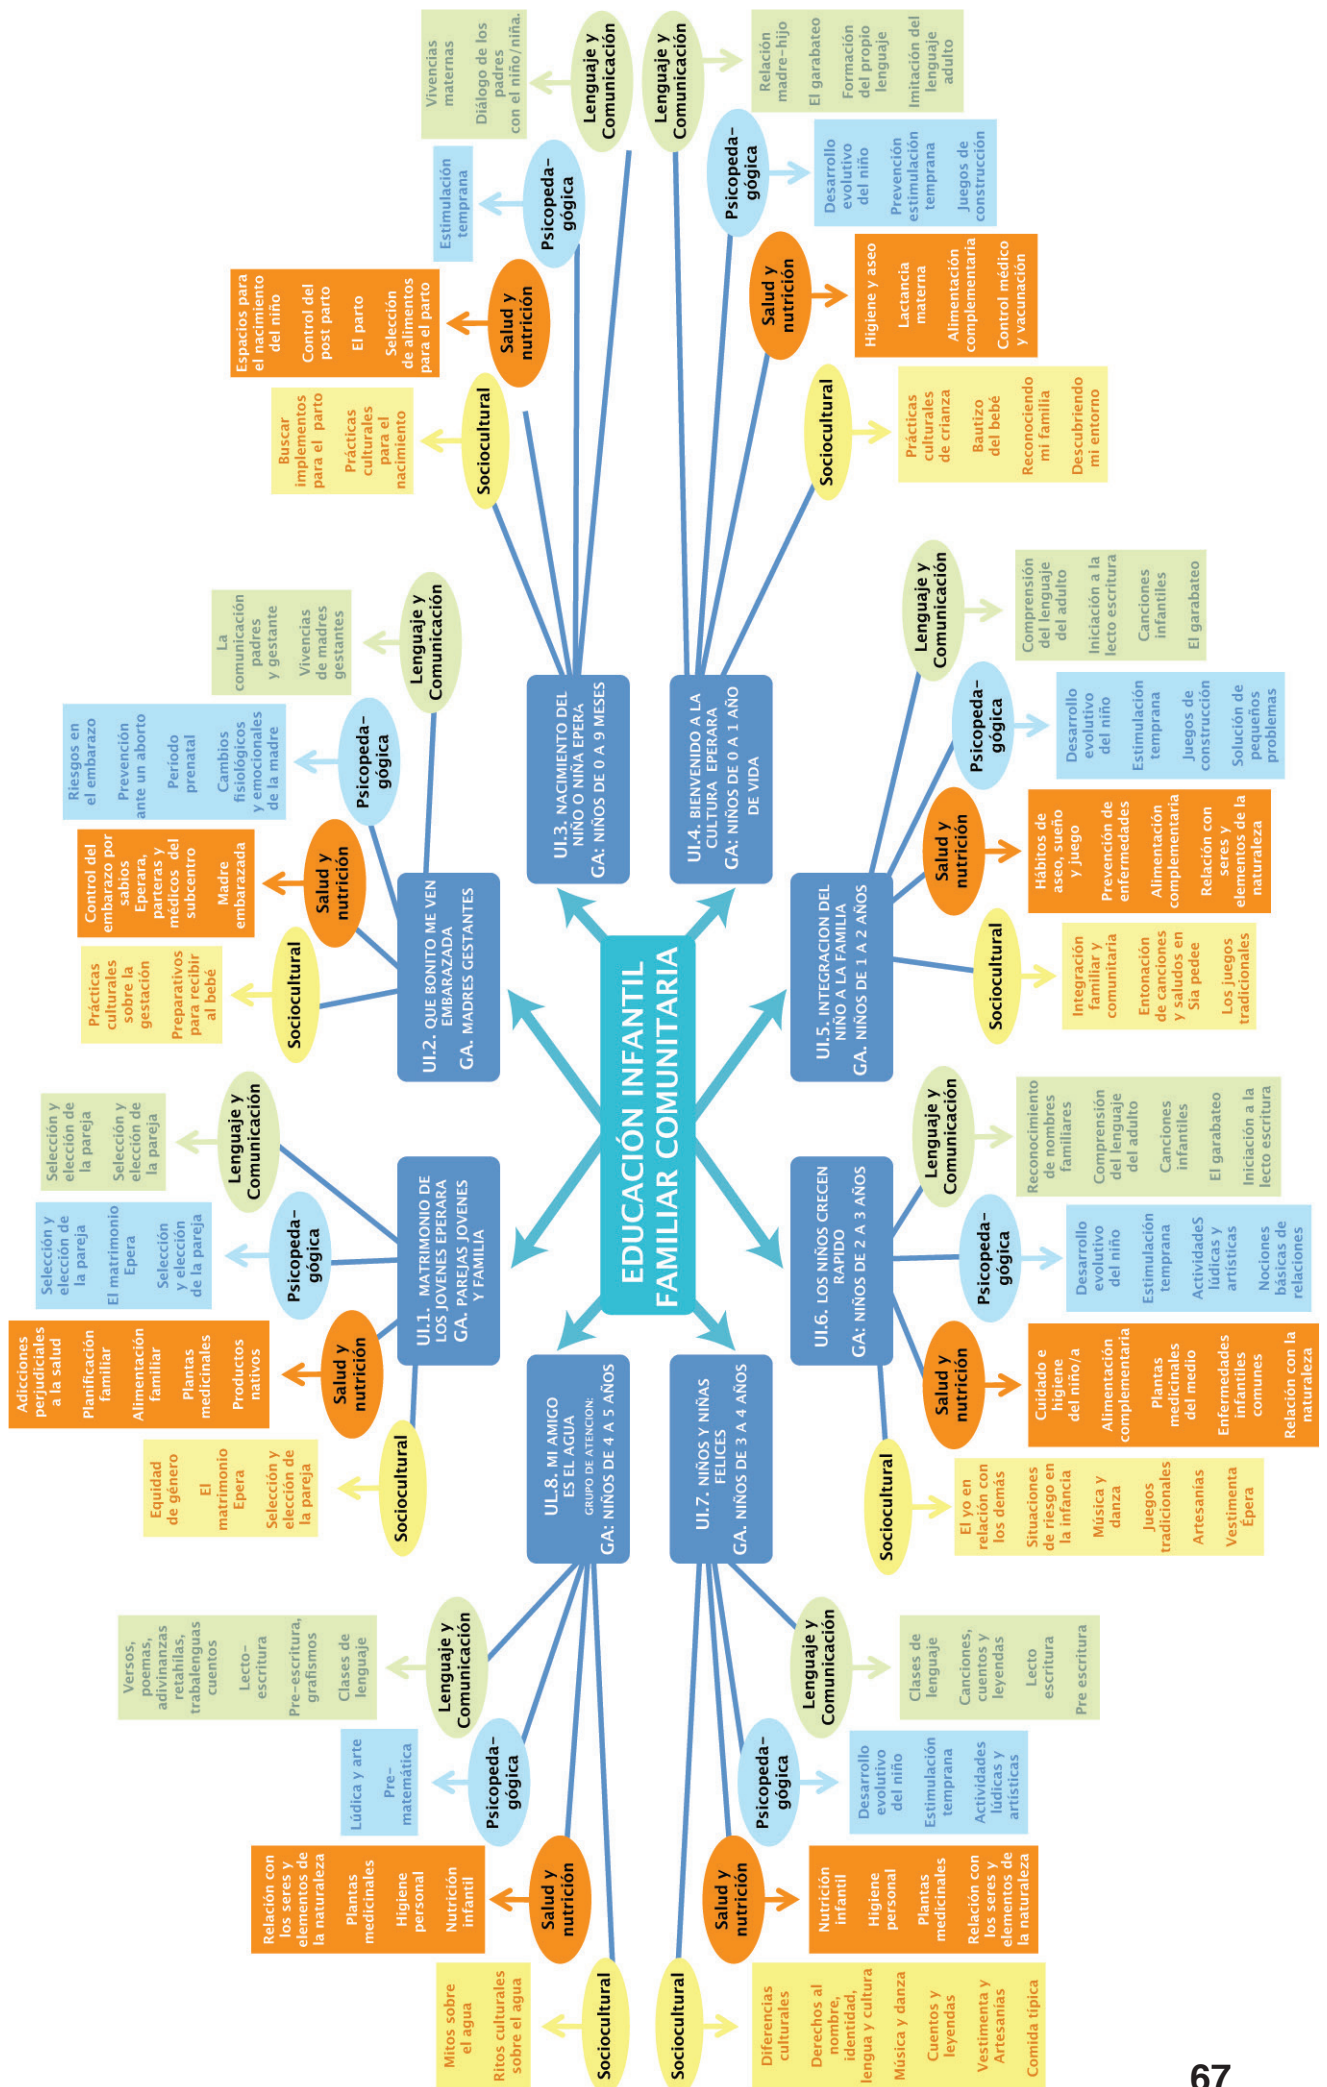 EDUCACIÓN INFANTIL
FAMILIAR COMUNITARIA
UI.1. MATRIMONIO DE
LOS JOVENES EPERARA
GA. PAREJAS JOVENES
Y FAMILIA
Sociocultural
Equidad
de género
El
matrimonio
Epera
Selección y
elección de
la pareja
Salud y
nutrición
Adicciones
perjudiciales
a la salud
Planificación
familiar
Alimentación
familiar
Plantas
medicinales
Productos
nativos
Psicopeda-
gógica
Selección y
elección de
la pareja
El matrimonio
Epera
Selección
y elección
de la pareja
Lenguaje y
Comunicación
Selección y
elección de
la pareja
Selección y
elección de
la pareja
UI.2. QUE BONITO ME VEN
EMBARAZADA
GA. MADRES GESTANTES
Sociocultural
Prácticas
culturales
sobre la
gestación
Preparativos
para recibir
al bebé
Salud y
nutrición
Control del
embarazo por
sabios
Eperara,
parteras y
médicos del
subcentro
Madre
embarazada
Psicopeda-
gógica
Riesgos en
el embarazo
Prevención
ante un aborto
Período
prenatal
Cambios
fisiológicos
y emocionales
de la madre
Lenguaje y
Comunicación
La
comunicación
padres
y gestante
Vivencias
de madres
gestantes
UI.3. NACIMIENTO DEL
NIÑO O NIÑA EPERA
GA: NIÑOS DE 0 A 9 MESES
Sociocultural
Buscar
implementos
para el parto
Prácticas
culturales
para el
nacimiento
Salud y
nutrición
Espacios para
el nacimiento
del niño
Control del
post parto
El parto
Selección
de alimentos
para el parto
Psicopeda-
gógica
Estimulación
temprana
Lenguaje y
Comunicación
Vivencias
maternas
Diálogo de los
padres
con el niño/niña.
UI.4. BIENVENIDO A LA
CULTURA EPERARA
GA: NIÑOS DE 0 A 1 AÑO
DE VIDA
Sociocultural
Prácticas
culturales
de crianza
Bautizo
del bebé
Reconociendo
mi familia
Descubriendo
mi entorno
Salud y
nutrición
Higiene y aseo
Lactancia
materna
Alimentación
complementaria
Control médico
y vacunación
Psicopeda-
gógica
Desarrollo
evolutivo
del niño
Prevención
estimulación
temprana
Juegos de
construcción
Lenguaje y
Comunicación
Relación
madre-hijo
El garabateo
Formación
del propio
lenguaje
Imitación del
lenguaje
adulto
UI.5. INTEGRACION DEL
NIÑO A LA FAMILIA
GA. NIÑOS DE 1 A 2 AÑOS
Sociocultural
Integración
familiar y
comunitaria
Entonación
de canciones
y saludos en
Sia pedee
Los juegos
tradicionales
Salud y
nutrición
Hábitos de
aseo, sueño
y juego
Prevención de
enfermedades
Alimentación
complementaria
Relación con
seres y
elementos de la
naturaleza
Psicopeda-
gógica
Desarrollo
evolutivo
del niño
Estimulación
temprana
Juegos de
construcción
Solución de
pequeños
problemas
Lenguaje y
Comunicación
Comprensión
del lenguaje
del adulto
Iniciación a la
lecto escritura
Canciones
infantiles
El garabateo
UI.6. LOS NIÑOS CRECEN
RAPIDO
GA: NIÑOS DE 2 A 3 AÑOS
Sociocultural
El yo en
relación con
los demás
Situaciones
de riesgo en
la infancia
Música y
danza
Juegos
tradicionales
Artesanías
Vestimenta
Épera
Salud y
nutrición
Cuidado e
higiene
del niño/a
Alimentación
complementaria
Plantas
medicinales
del medio
Enfermedades
infantiles
comunes
Relación con la
naturaleza
Psicopeda-
gógica
Desarrollo
evolutivo
del niño
Estimulación
temprana
ActividadeS
lúdicas y
artísticas
Nociones
básicas de
relaciones
Lenguaje y
Comunicación
Reconocimiento
de nombres
familiares
Comprensión
del lenguaje
del adulto
Canciones
infantiles
El garabateo
Iniciación a la
lecto escritura
UI.7. NIÑOS Y NIÑAS
FELICES
GA. NIÑOS DE 3 A 4 AÑOS
Sociocultural
Diferencias
culturales
Derechos al
nombre,
identidad,
lengua y cultura
Música y danza
Cuentos y
leyendas
Vestimenta y
Artesanías
Comida típica
Salud y
nutrición
Nutrición
infantil
Higiene
personal
Plantas
medicinales
Relación con
los seres y
elementos de
la naturaleza
Psicopeda-
gógica
Desarrollo
evolutivo
del niño
Estimulación
temprana
Actividades
lúdicas y
artísticas
Lenguaje y
Comunicación
Clases de
lenguaje
Canciones,
cuentos y
leyendas
Lecto
escritura
Pre escritura
UL.8. MI AMIGO
ES EL AGUA
GRUPO DE ATENCION:
GA: NIÑOS DE 4 A 5 AÑOS
Sociocultural
Mitos sobre
el agua
Ritos culturales
sobre el agua
Salud y
nutrición
Relación con
los seres y
elementos de
la naturaleza
Plantas
medicinales
Higiene
personal
Nutrición
infantil
Psicopeda-
gógica
Lúdica y arte
Pre-
matemática
Lenguaje y
Comunicación
Versos,
poemas,
adivinanzas
retahílas,
trabalenguas
cuentos
Lecto-
escritura
Pre-escritura,
grafismos
Clases de
lenguaje
67